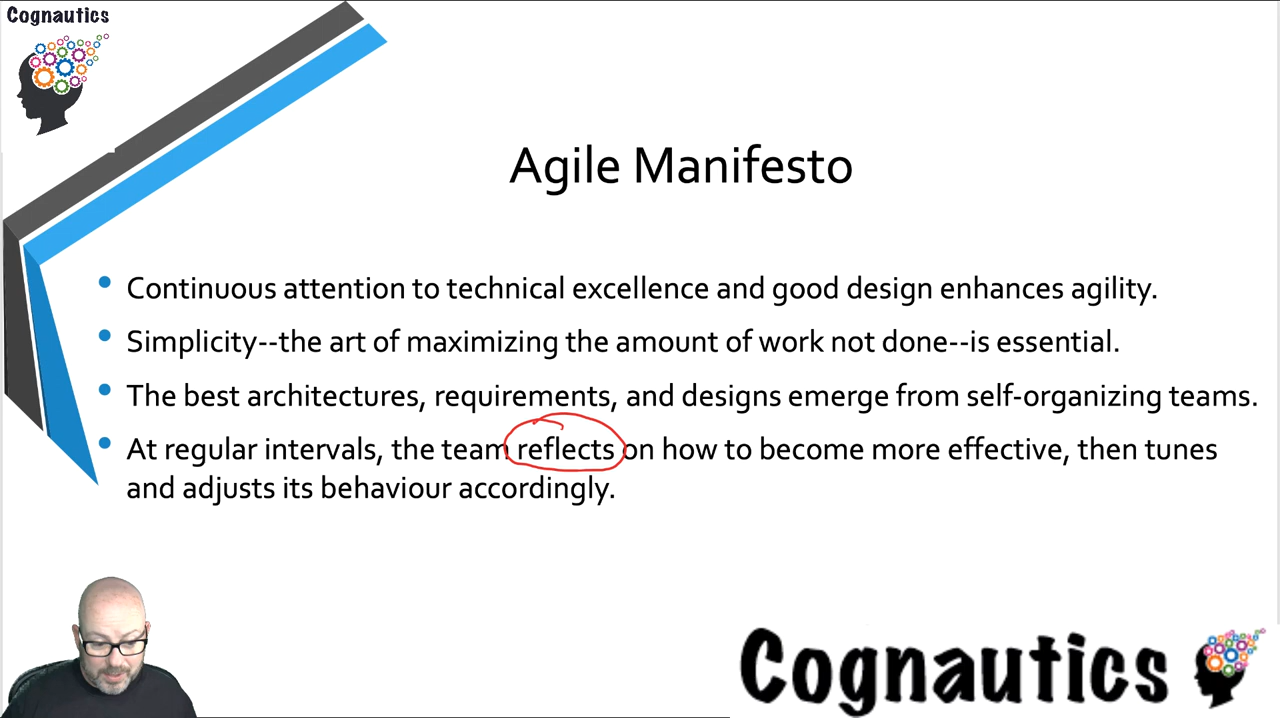 Cognautics
Agile Manifesto
Continuous attention to technical excellence and good design enhances agility.
Simplicity--the art of maximizing the amount of work not done--is essential.
The best architectures, requirements, and designs emerge from self-organizing teams.
At regular intervals, the team reflects on how to become more effective, then tunes
and adjusts its behaviour accordingly.
Cognautics